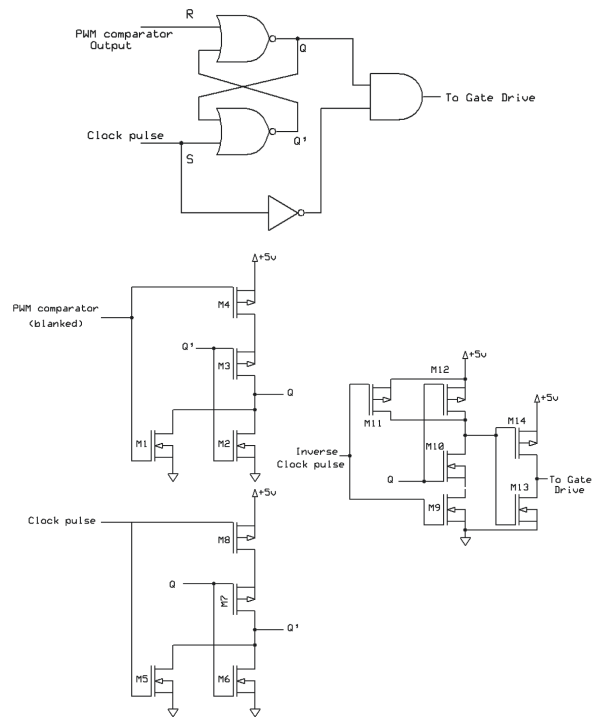 R
PWM comparator
Output
Q
To Gate Drive
Clock pulse
Q'
S
+5v
M4
PWM comparator
(blanked)
Q'
M3
Q
M1
M2
+5v
M12
+5v
M14
M11
M10
Inverse
Clock pulse
Q
To Gate
Drive
M13
M9
+5v
Clock pulse
M8
Q
M7
Q'
M5
M6